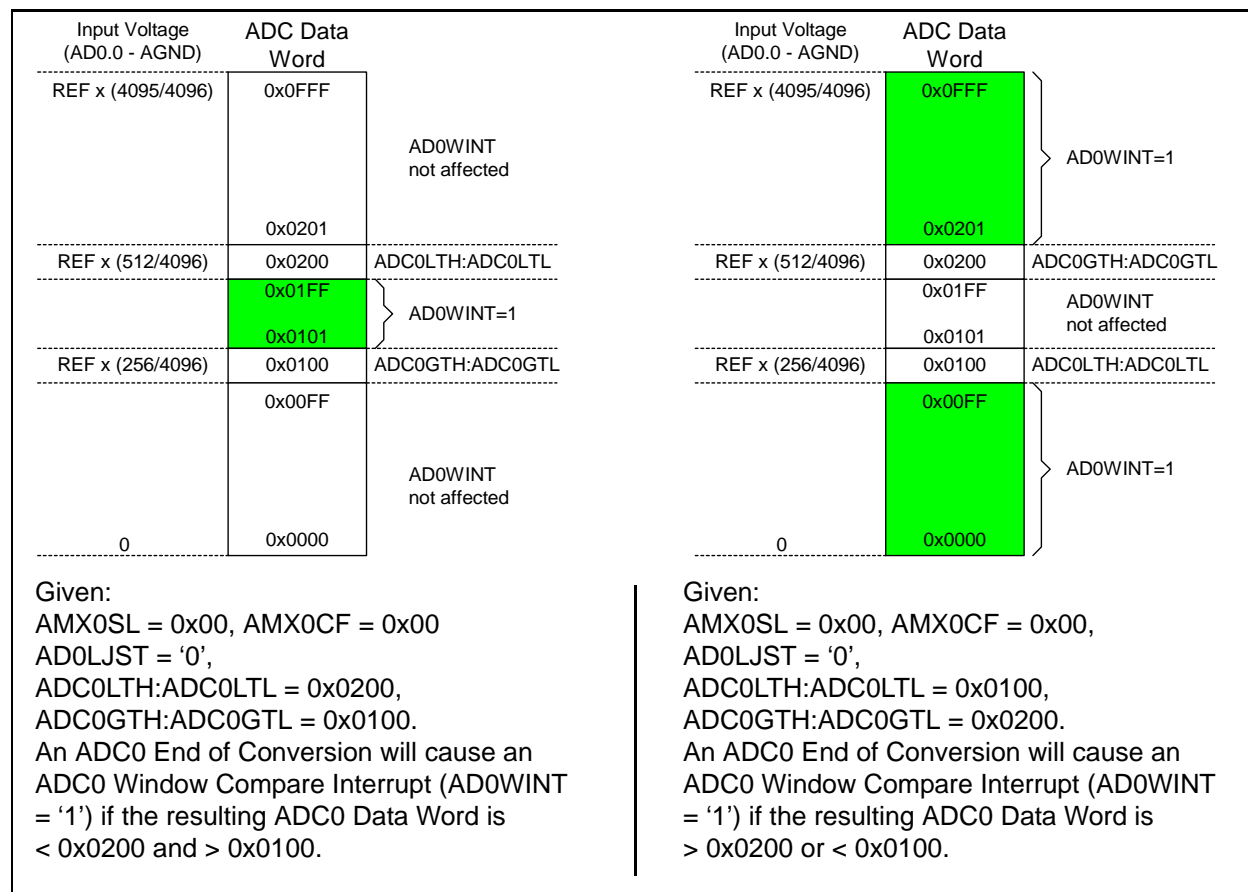 Input Voltage
(AD0.0 - AGND)
ADC Data
Word
REF x (4095/4096)
0x0FFF
AD0WINT
not affected
0x0201
REF x (512/4096)
0x0200
ADC0LTH:ADC0LTL
0x01FF
AD0WINT=1
0x0101
REF x (256/4096)
0x0100
ADC0GTH:ADC0GTL
0x00FF
AD0WINT
not affected
0
0x0000
Given:
AMX0SL = 0x00, AMX0CF = 0x00
AD0LJST = ‘0’,
ADC0LTH:ADC0LTL = 0x0200,
ADC0GTH:ADC0GTL = 0x0100.
An ADC0 End of Conversion will cause an
ADC0 Window Compare Interrupt (AD0WINT
= ‘1’) if the resulting ADC0 Data Word is
< 0x0200 and > 0x0100.
Input Voltage
(AD0.0 - AGND)
ADC Data
Word
REF x (4095/4096)
0x0FFF
AD0WINT=1
0x0201
REF x (512/4096)
0x0200
ADC0GTH:ADC0GTL
0x01FF
AD0WINT
not affected
0x0101
REF x (256/4096)
0x0100
ADC0LTH:ADC0LTL
0x00FF
AD0WINT=1
0
0x0000
Given:
AMX0SL = 0x00, AMX0CF = 0x00,
AD0LJST = ‘0’,
ADC0LTH:ADC0LTL = 0x0100,
ADC0GTH:ADC0GTL = 0x0200.
An ADC0 End of Conversion will cause an
ADC0 Window Compare Interrupt (AD0WINT
= ‘1’) if the resulting ADC0 Data Word is
> 0x0200 or < 0x0100.